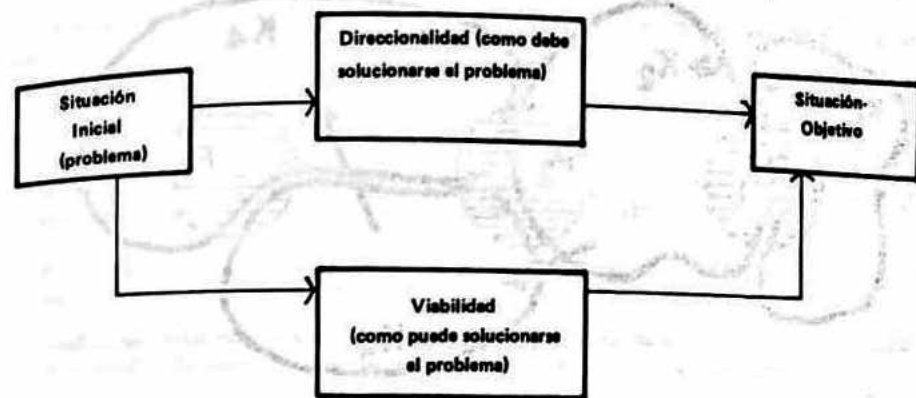 Direccionalidad (como debe
solucionarse el problema)
Situación
Inicial
(problema)
Situación-
Objetivo
Viabilidad
(como puede solucionarse
el problema)